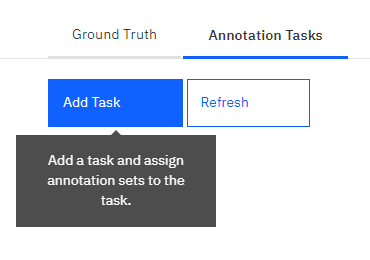 Ground Truth
Annotation Tasks
Add Task
Refresh
Add a task and assign
annotation sets to the
task.